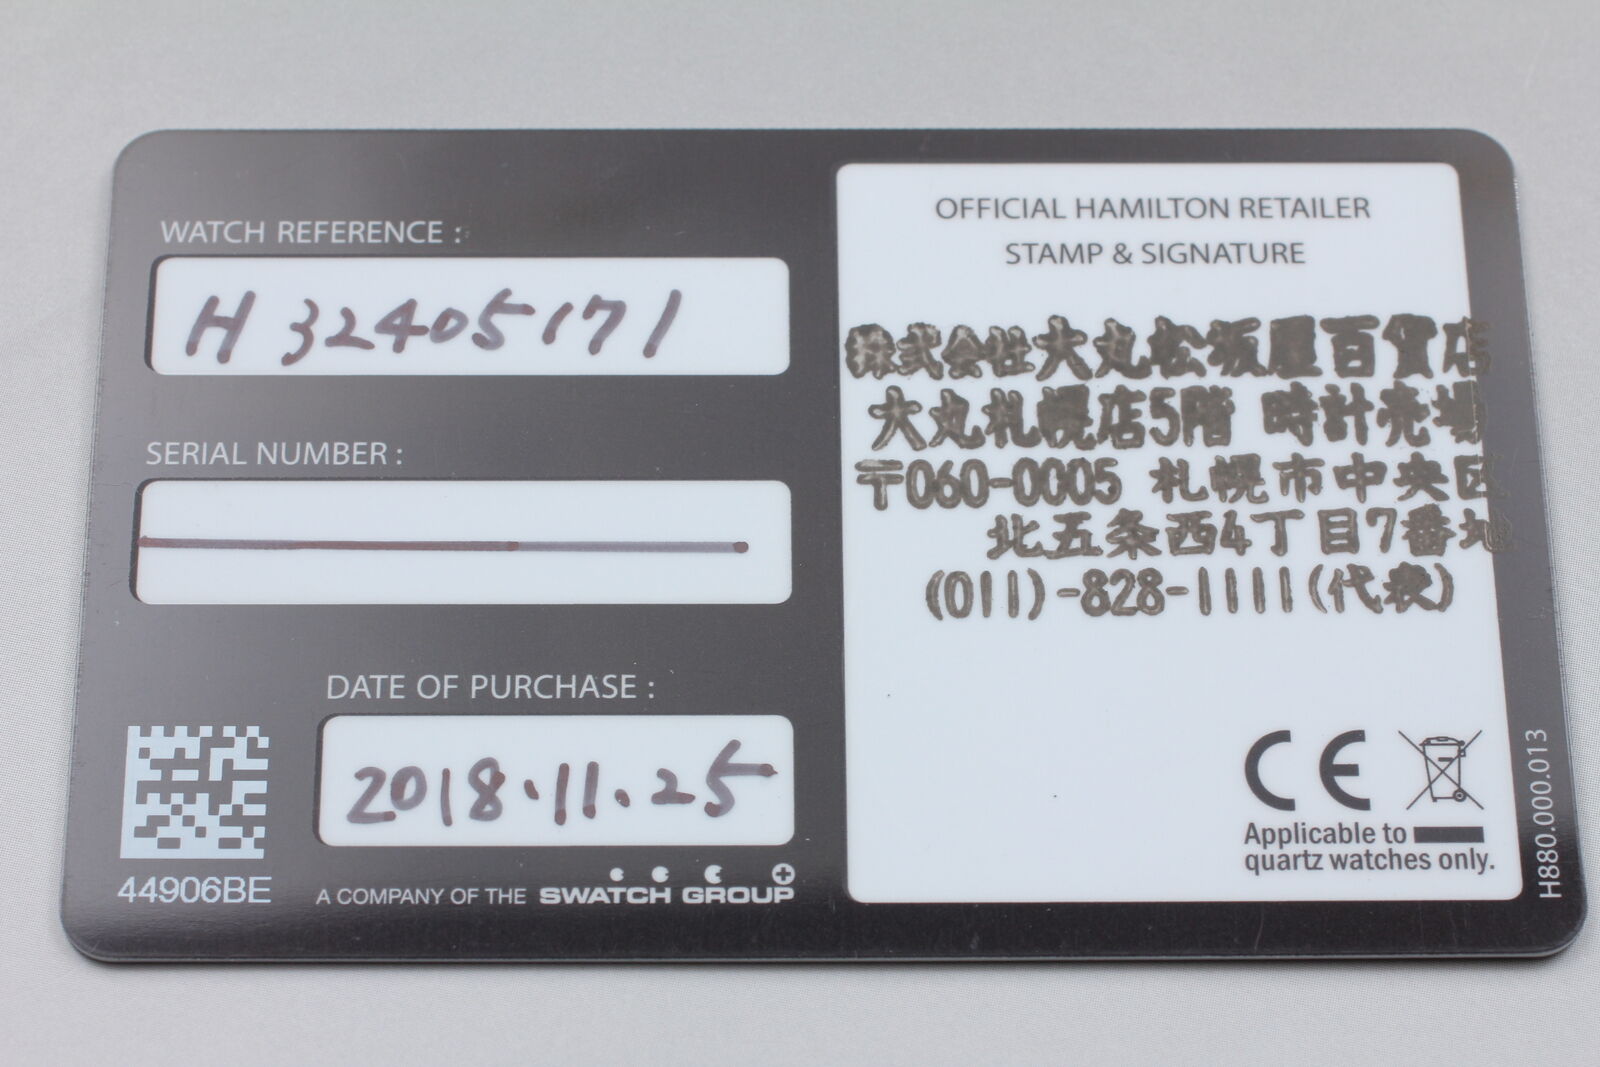 WATCH REFERENCE :
H 32405171
SERIAL NUMBER :
DATE OF PURCHASE :
2018.11.25
44906BE
A COMPANY OF THE SWATCH GROUP
OFFICIAL HAMILTON RETAILER
STAMP & SIGNATURE
株式会社大丸松坂屋百貨店
大丸札幌店5階 時計売場
〒060-0005 札幌市中央区
北五条西4丁目7番地
(011)-828-1111(代表)
CE
Applicable to
quartz watches only.
H880.000.013